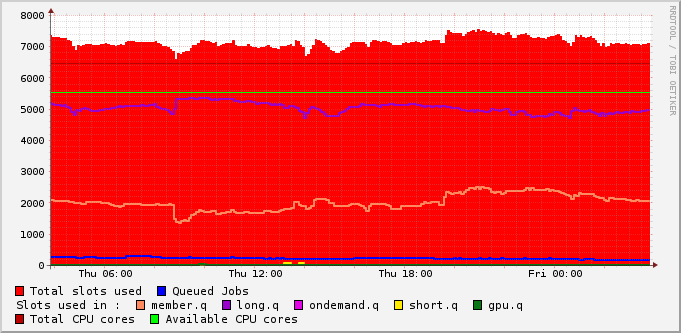 RRDTOOL / TOBI OETIKER
8000
7000
6000
5000
4000
3000
2000
1000
0
Thu 06:00 Thu 12:00 Thu 18:00 Fri 00:00
Total slots used Queued Jobs
Slots used in : member.q long.q ondemand.q short.q gpu.q
Total CPU cores Available CPU cores